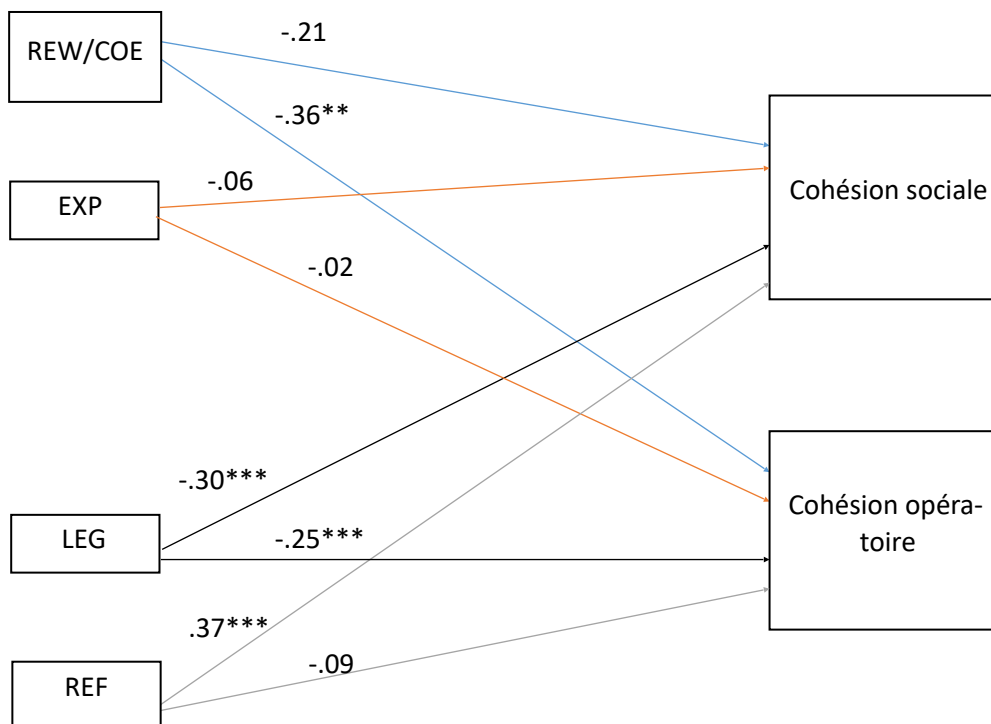 REW/COE
-.21
-.36**
EXP
-.06
-.02
Cohésion sociale
LEG
-.30***
-.25***
Cohésion opéra-
toire
REF
.37***
-.09